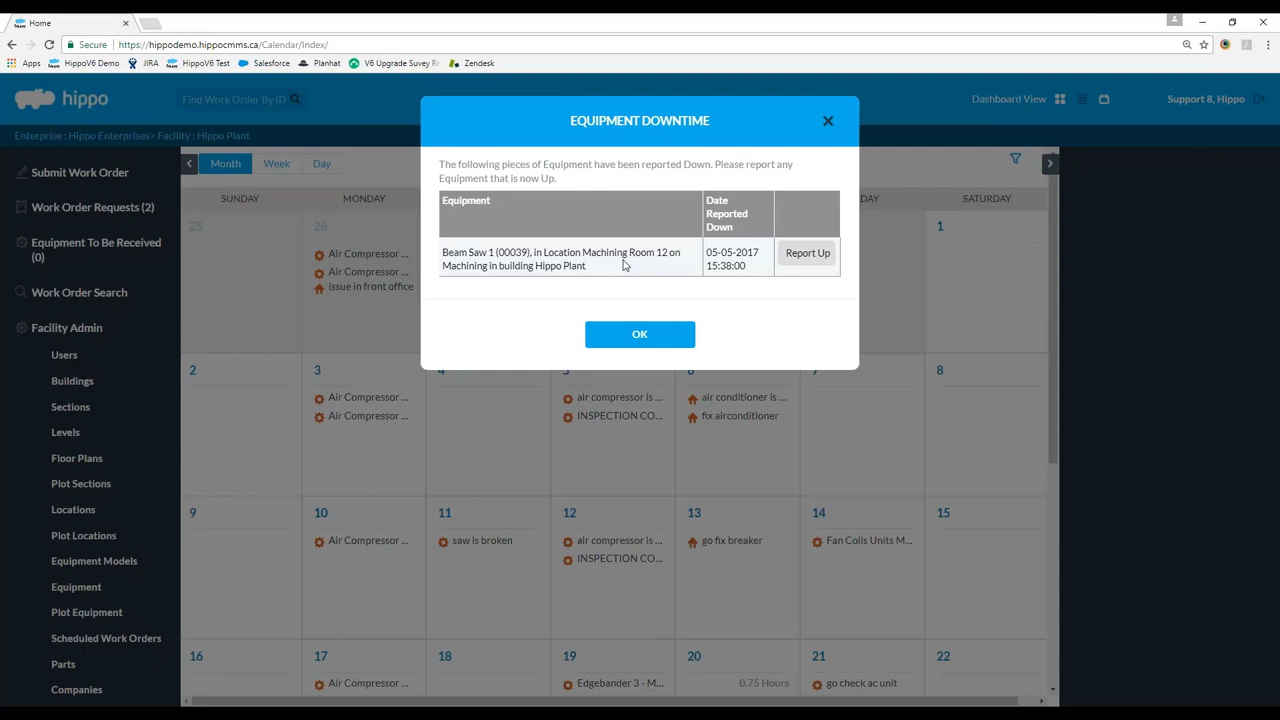 Home
Secure
https://hippodemo.hippocmms.ca/Calendar/Index/
Apps
HippoV6 Demo
JIRA
HippoV6 Test
Salesforce
Planhat
V6 Upgrade Suvey Re
Zendesk
hippo
Find Work Order By ID
Dashboard View
Support 8, Hippo
Enterprise : Hippo Enterprises> Facility : Hippo Plant
Submit Work Order
Work Order Requests (2)
Equipment To Be Received
(0)
Work Order Search
Facility Admin
Users
Buildings
Sections
Levels
Floor Plans
Plot Sections
Locations
Plot Locations
Equipment Models
Equipment
Plot Equipment
Scheduled Work Orders
Parts
Companies
EQUIPMENT DOWNTIME
The following pieces of Equipment have been reported Down. Please report any
Equipment that is now Up.
Equipment
Date
Reported
Down
Beam Saw 1 (00039), in Location Machining Room 12 on
Machining in building Hippo Plant
05-05-2017
15:38:00
Report Up
OK
Month
Week
Day
SUNDAY
MONDAY
DAY
SATURDAY
25
26
1
Air Compressor ...
Air Compressor ...
issue in front office
2
3
4
5
6
7
8
Air Compressor ...
Air Compressor ...
air compressor is ...
INSPECTION CO...
air conditioner is ...
fix airconditioner
9
10
11
12
13
14
15
Air Compressor ...
saw is broken
air compressor is ...
INSPECTION CO...
go fix breaker
Fan Coils Units M...
16
17
18
19
20
21
22
Air Compressor ...
Edgebander 3 - M...
0.75 Hours
go check ac unit